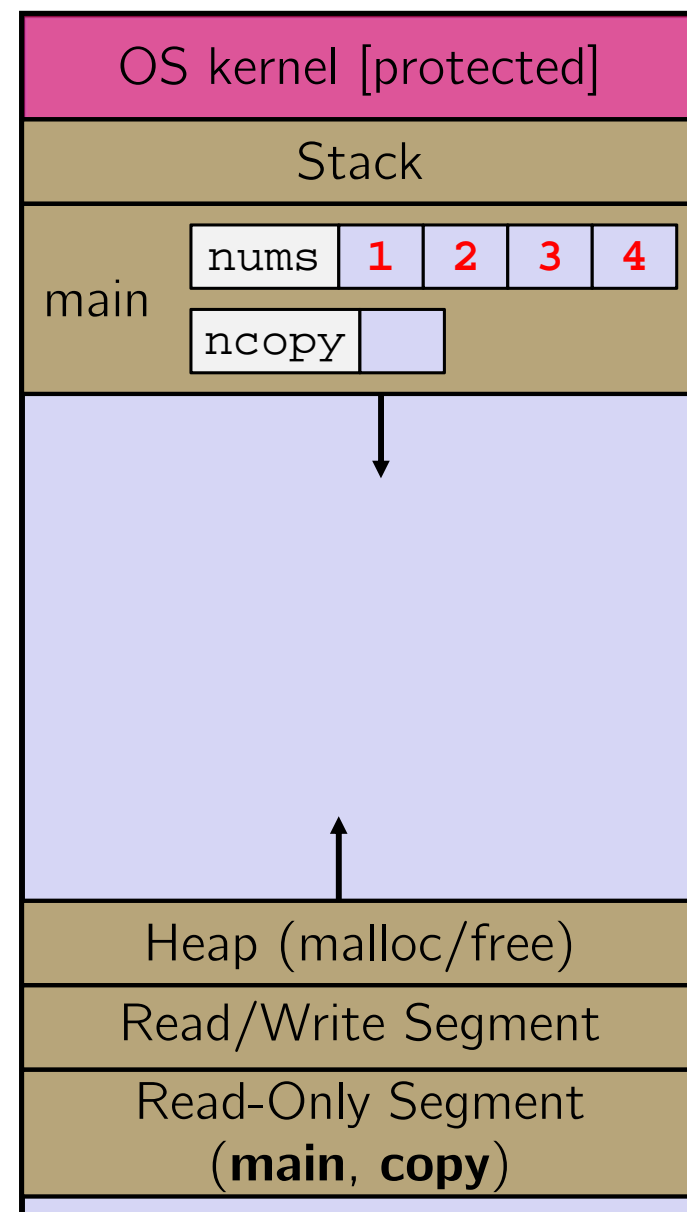 OS kernel [protected]
Stack
main
nums 1 2 3 4
ncopy
Heap (malloc/free)
Read/Write Segment
Read-Only Segment
(main, copy)